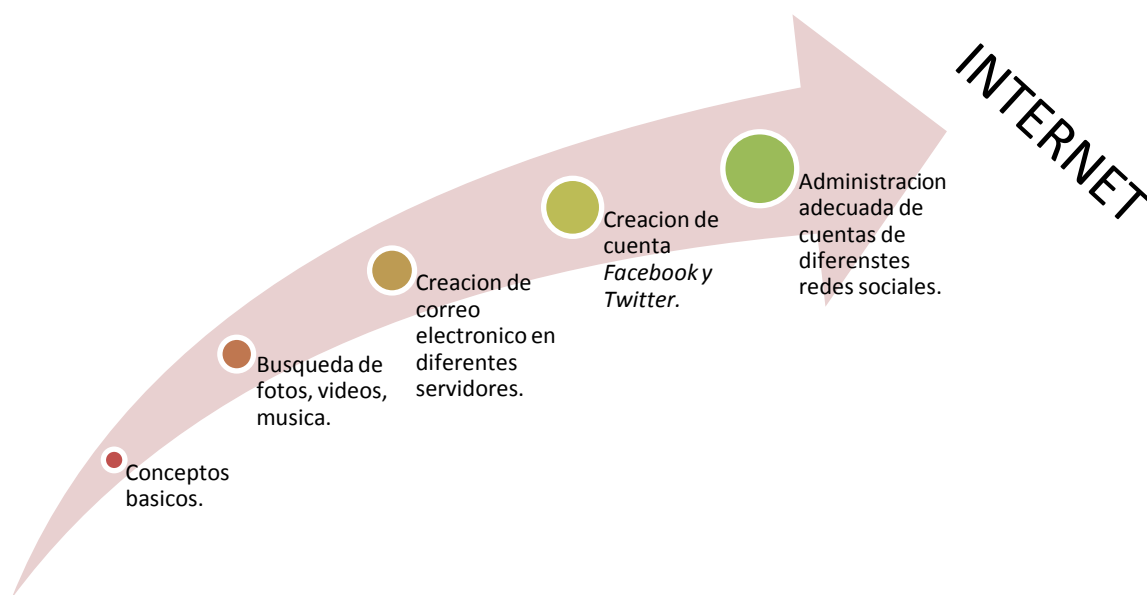 INTERNET
Conceptos
basicos.
Busqueda de
fotos, videos,
musica.
Creacion de
correo
electronico en
diferentes
servidores.
Creacion de
cuenta
Facebook y
Twitter.
Administracion
adecuada de
cuentas de
diferenstes
redes sociales.